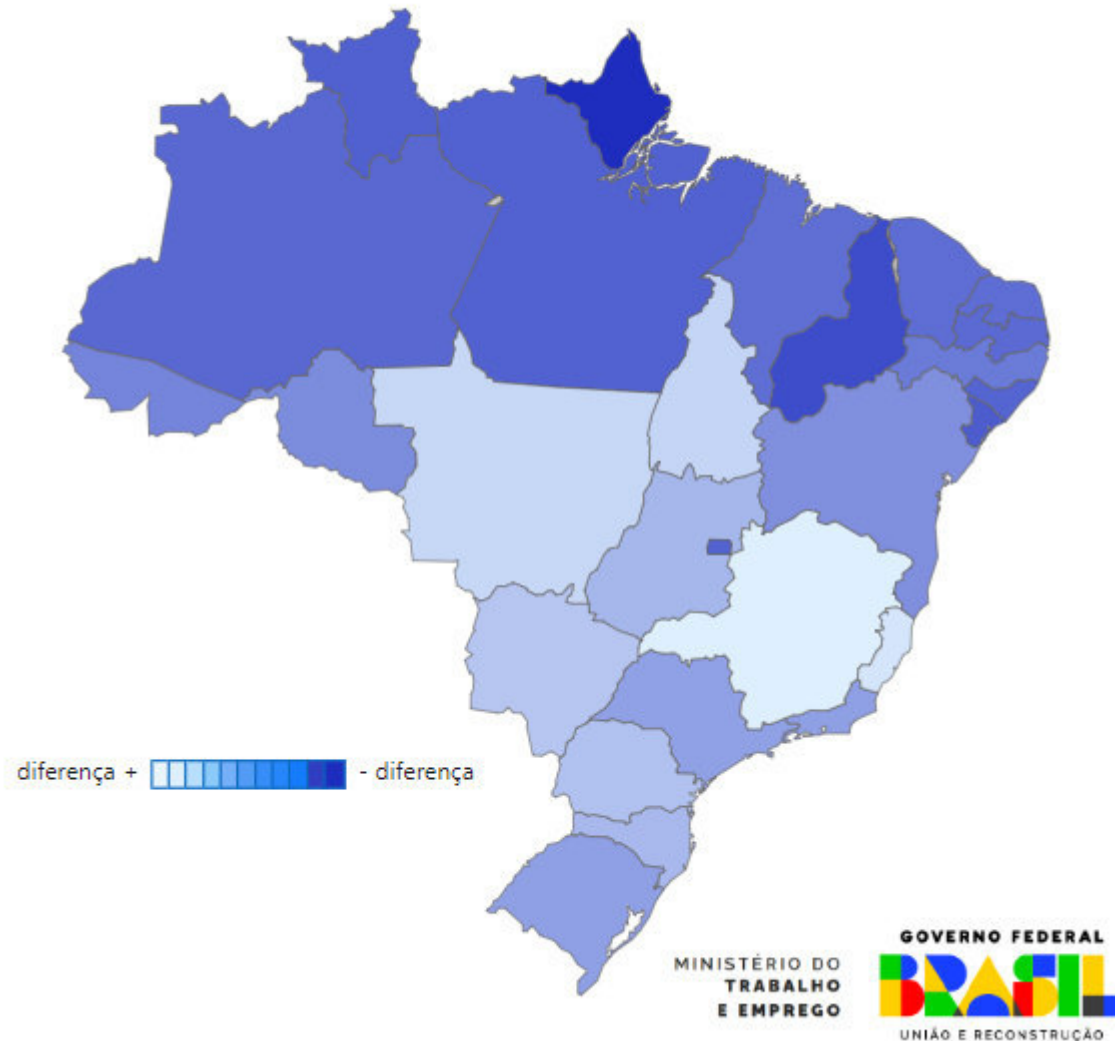 diferença + - diferença
MINISTÉRIO DO
TRABALHO
E EMPREGO
GOVERNO FEDERAL
BRASIL
UNIÃO E RECONSTRUÇÃO